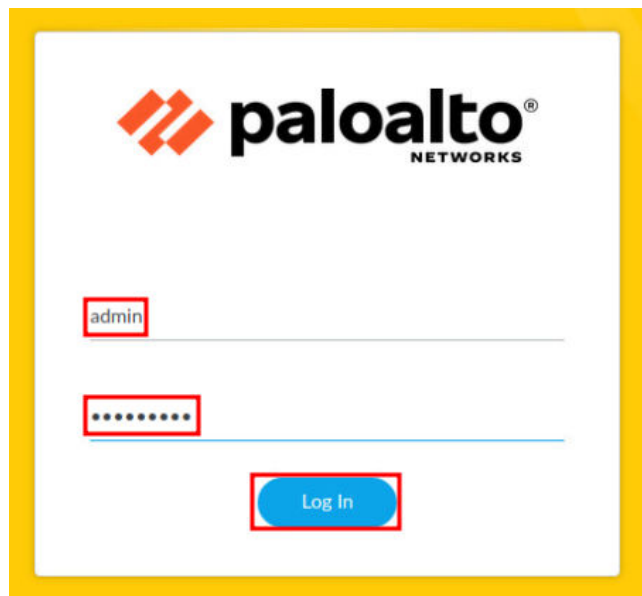 paloalto®
NETWORKS
admin
•••••••••
Log In